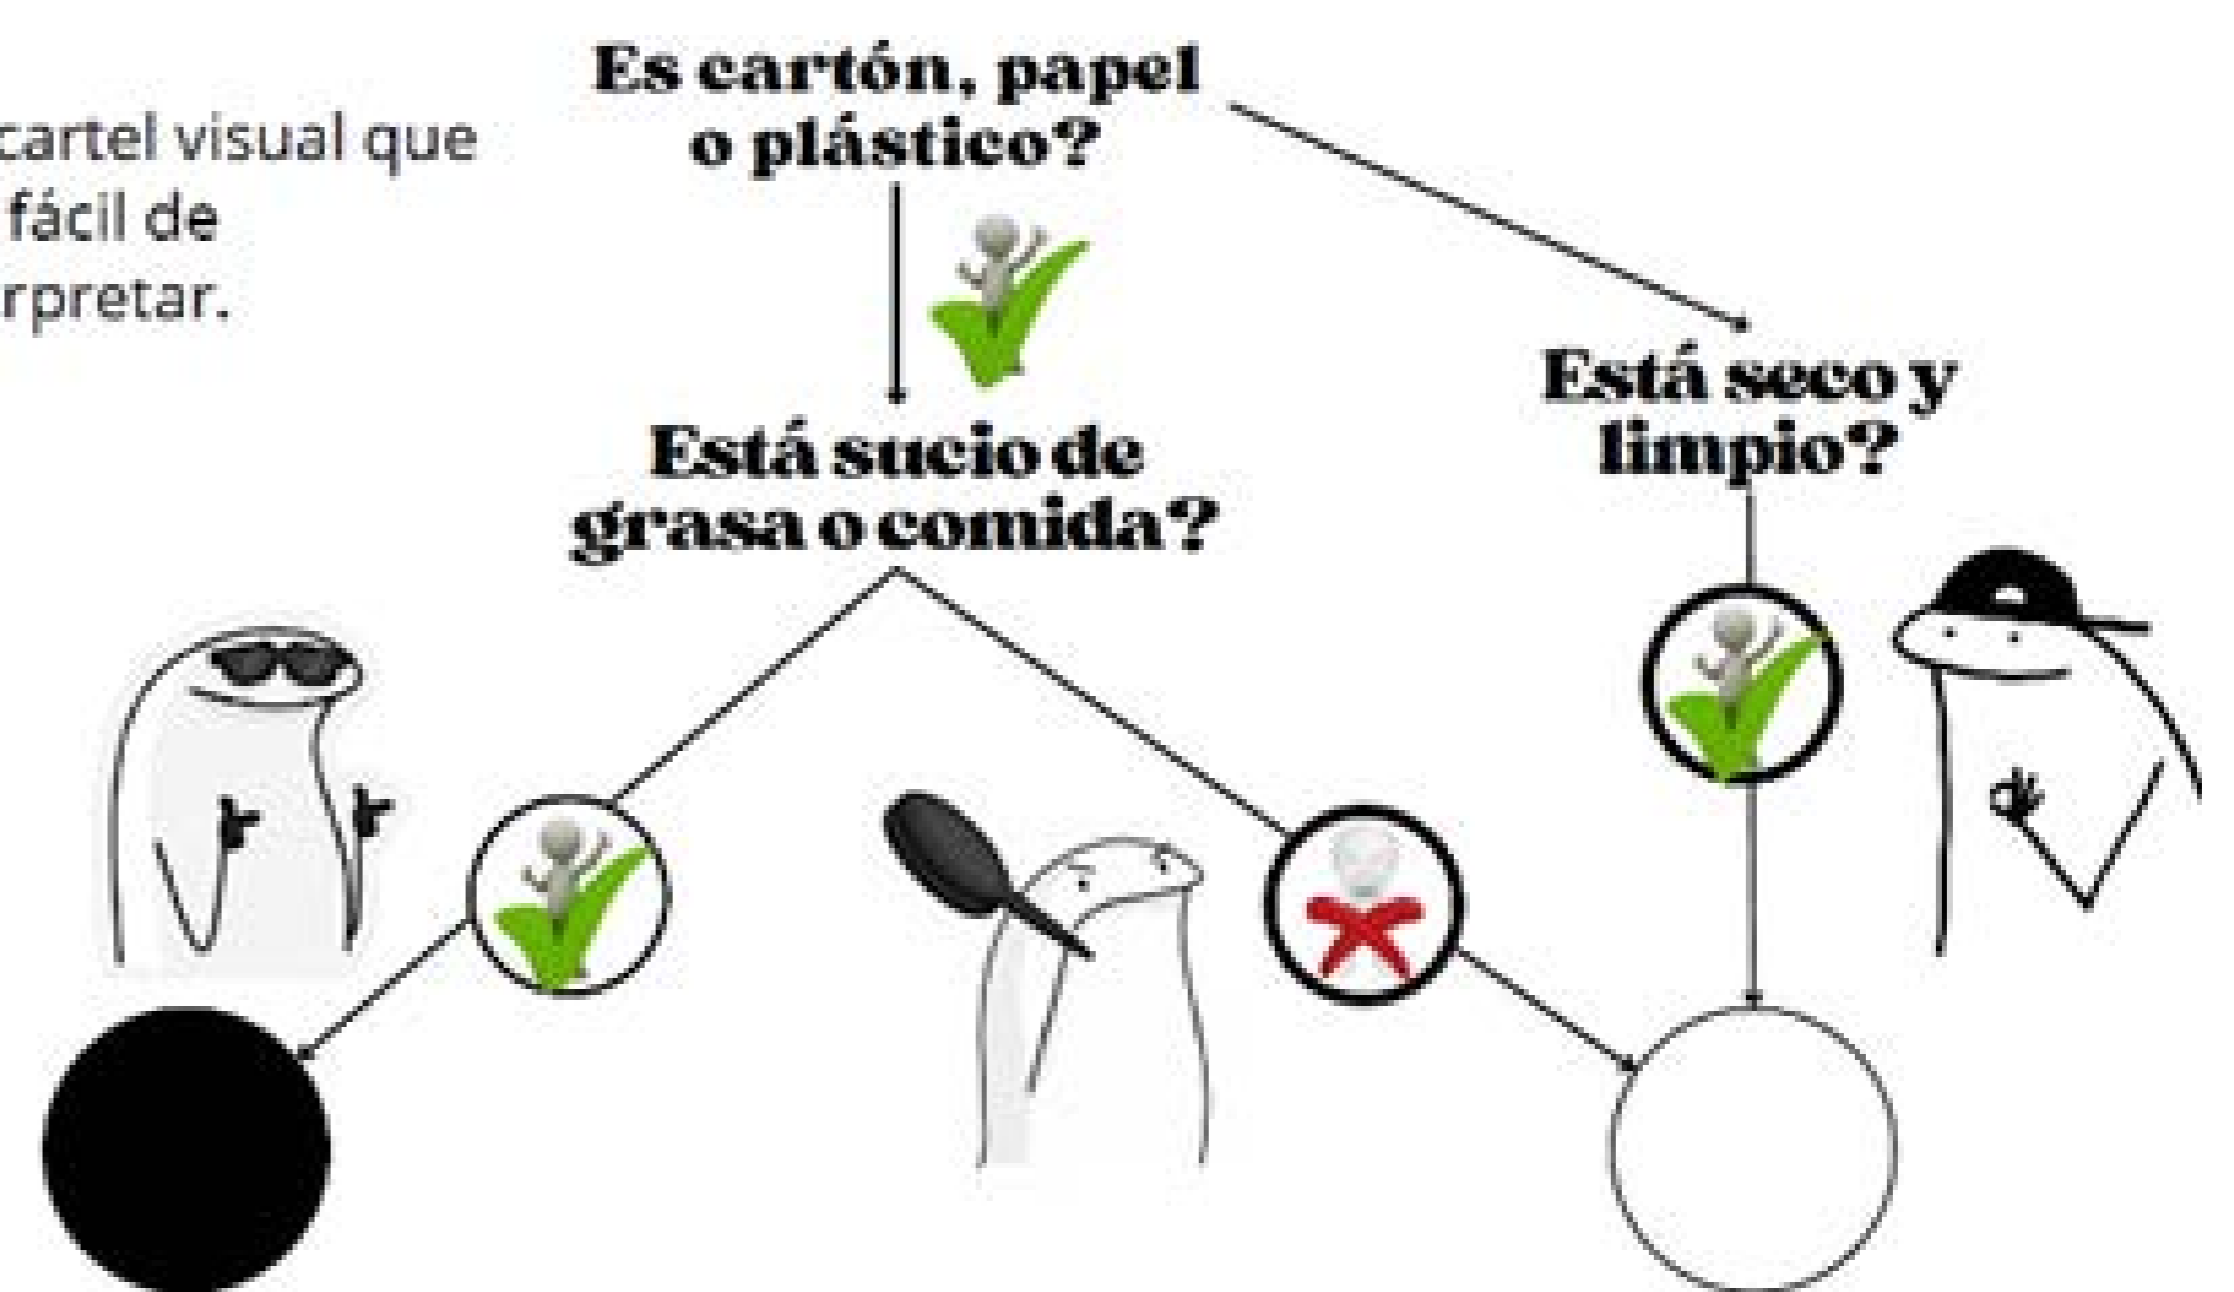 Es cartón, papel
o plástico?
cartel visual que
fácil de
rpretar.
Está seco y
limpio?
Está sucio de
grasa o comida?